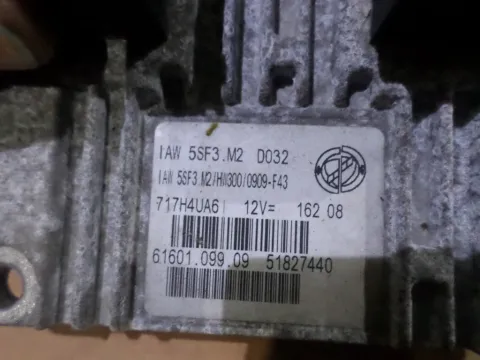 IAW 5SF3.M2 D032
IAW 5SF3.M2/HW300/0909-F43
717H4UA6 12V= 162 08
61601.099.09 51827440